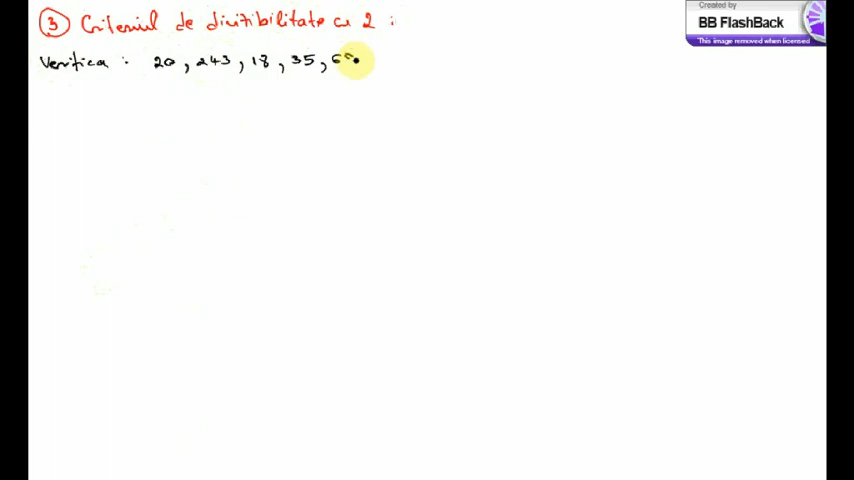 ③ Criteriul de divizibilitate cu 2 :
Verifica : 20 , 243 , 18 , 35 ,
Created by
BB FlashBack
This image removed when licensed